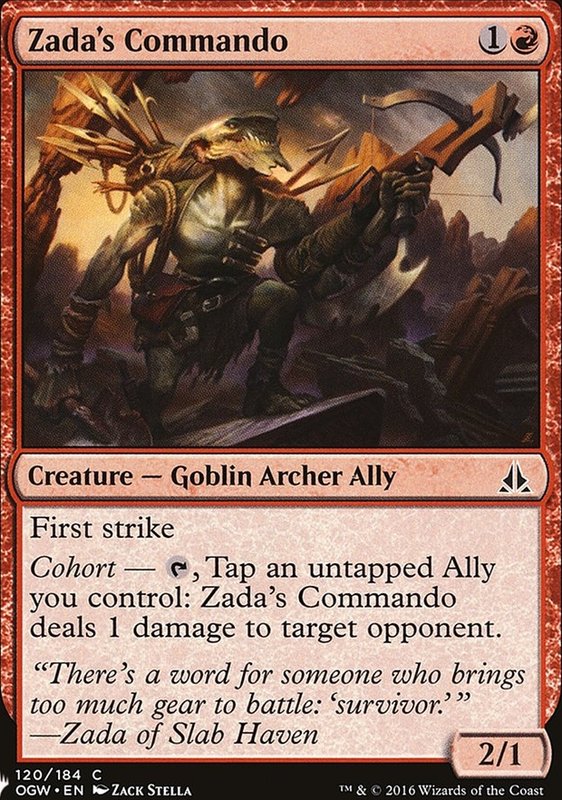 Zada's Commando 1
Creature — Goblin Archer Ally
First strike
Cohort — , Tap an untapped Ally
you control: Zada's Commando
deals 1 damage to target opponent.
“There's a word for someone who brings
too much gear to battle: ‘survivor.’”
—Zada of Slab Haven
2/1
120/184 C
OGW • EN Zack Stella
™ & © 2016 Wizards of the Coast